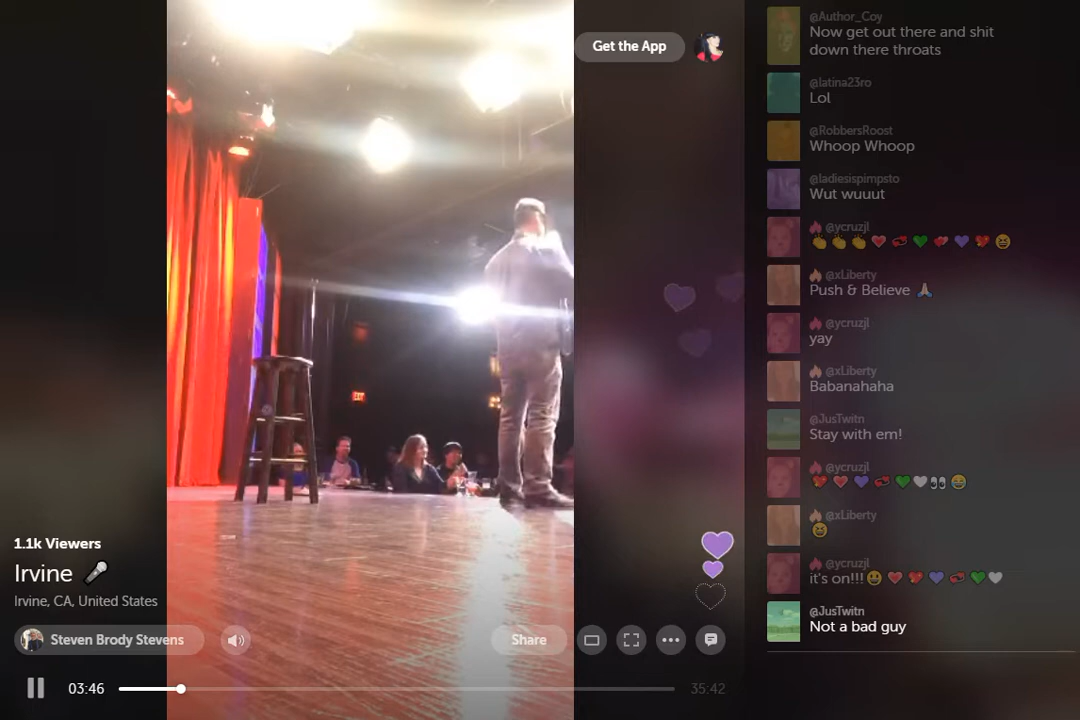 Get the App
EXIT
1.1k Viewers
Irvine
Irvine, CA, United States
Steven Brody Stevens
Share
03:46
35:42
@Author_Coy
Now get out there and shit
down there throats
@latina23ro
Lol
@RobbersRoost
Whoop Whoop
@ladiesispimpsto
Wut wuuut
@ycruzjl
@xLiberty
Push & Believe
@ycruzjl
yay
@xLiberty
Babanahaha
@JusTwitn
Stay with em!
@ycruzjl
@xLiberty
@ycruzjl
it's on!!!
@JusTwitn
Not a bad guy